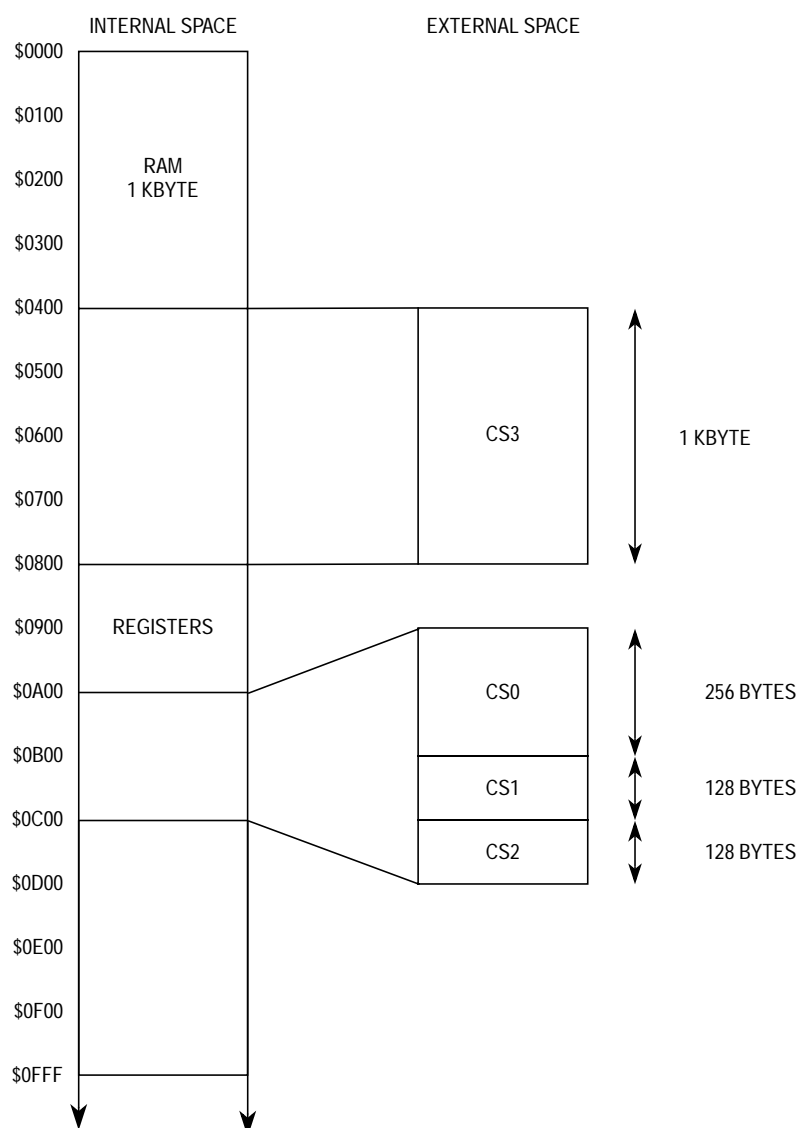 INTERNAL SPACE EXTERNAL SPACE
$0000
$0100
RAM
$0200
1 KBYTE
$0300
$0400
$0500
$0600 CS3 1 KBYTE
$0700
$0800
$0900 REGISTERS
$0A00 CS0 256 BYTES
$0B00
CS1 128 BYTES
$0C00
CS2 128 BYTES
$0D00
$0E00
$0F00
$0FFF